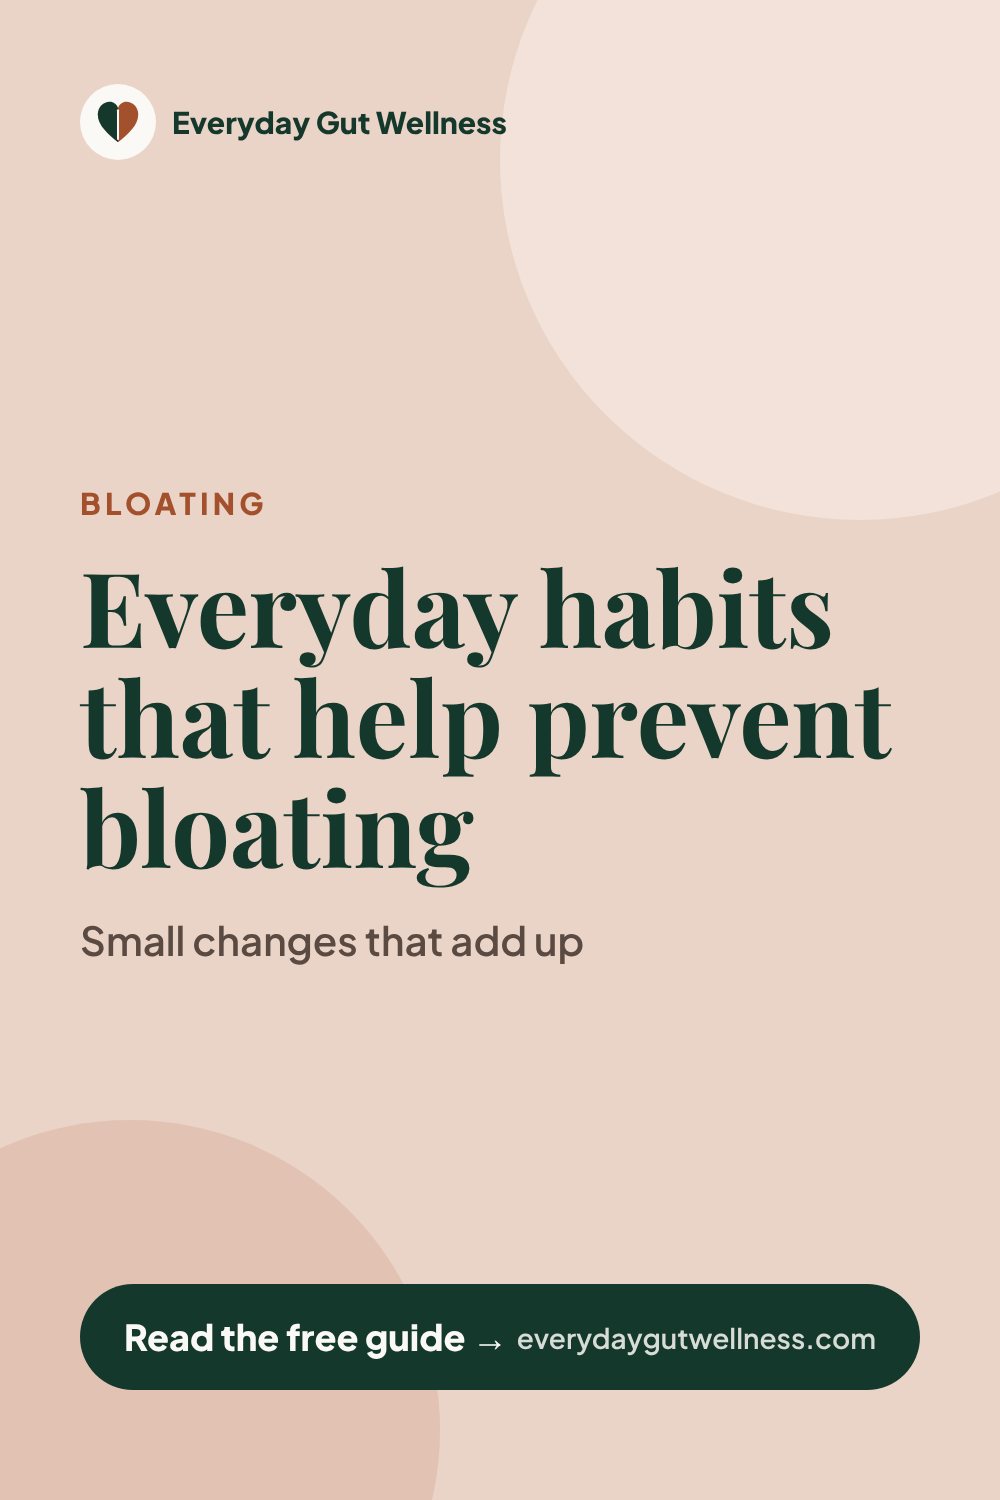 Everyday Gut Wellness
BLOATING
Everyday habits
that help prevent
bloating
Small changes that add up
Read the free guide → everydaygutwellness.com